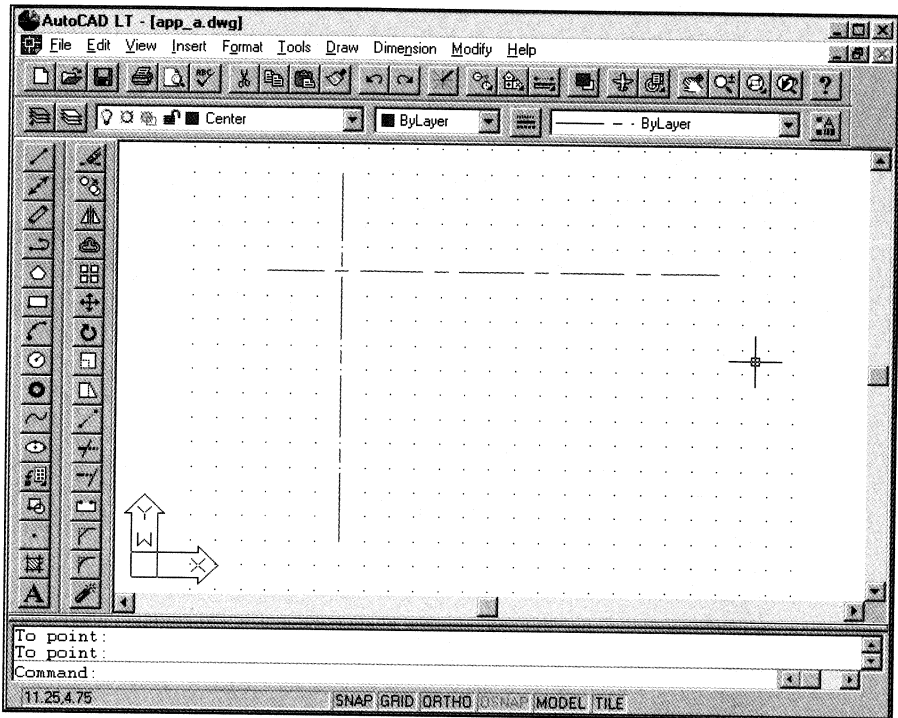 AutoCAD LT - [app_a.dwg]
File Edit View Insert Format Tools Draw Dimension Modify Help
ABC
?
Center ByLayer ByLayer
A
Y
W
X
A
To point:
To point:
Command:
11.25,4.75 SNAP GRID ORTHO OSNAP MODEL TILE